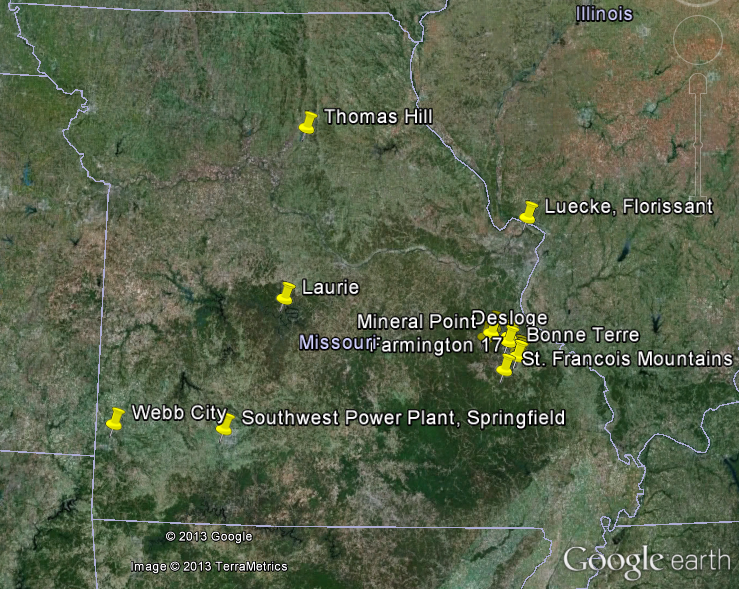 Illinois
Thomas Hill
Luecke, Florissant
Laurie
Desloge
Mineral Point
Bonne Terre
Missouri
Farmington 17
St. Francois Mountains
Webb City
Southwest Power Plant, Springfield
© 2013 Google
Image © 2013 TerraMetrics
Google earth